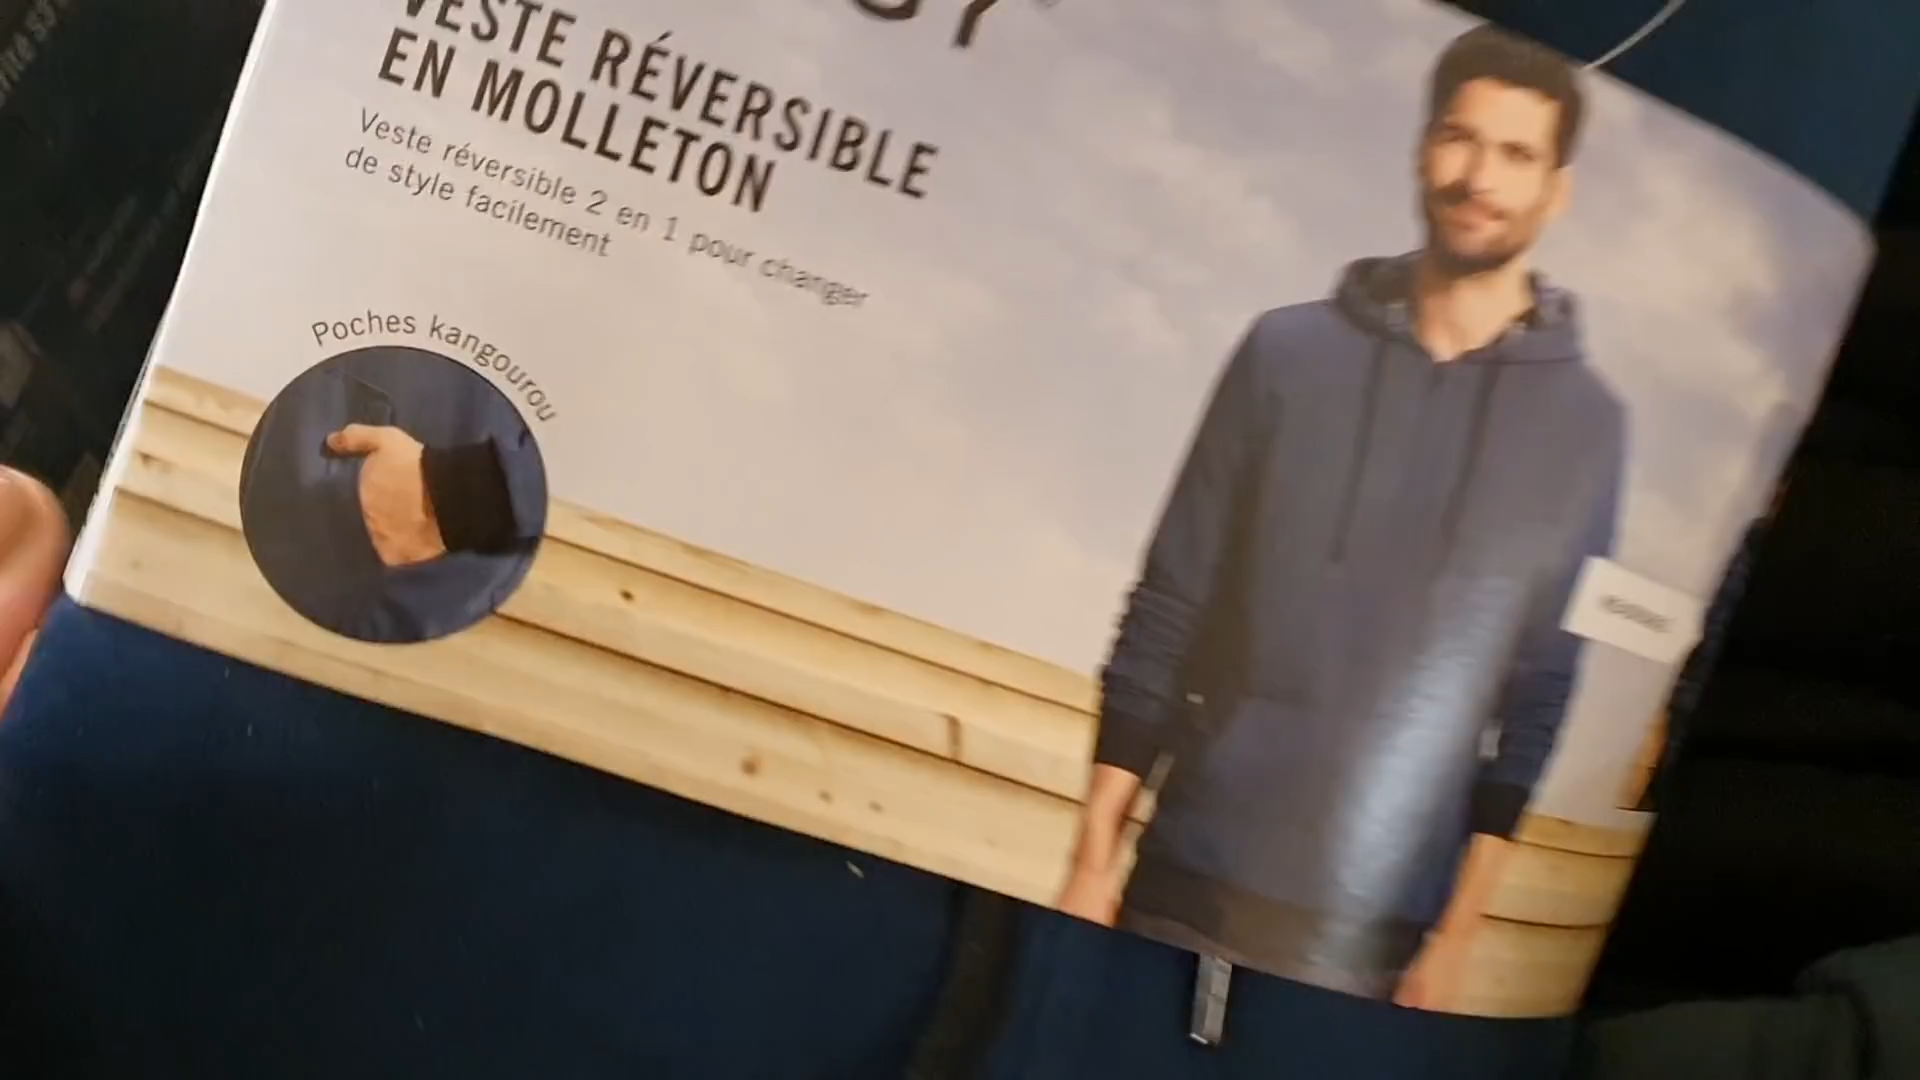 VESTE RÉVERSIBLE
EN MOLLETON
Veste réversible 2 en 1 pour changer
de style facilement
Poches kangourou